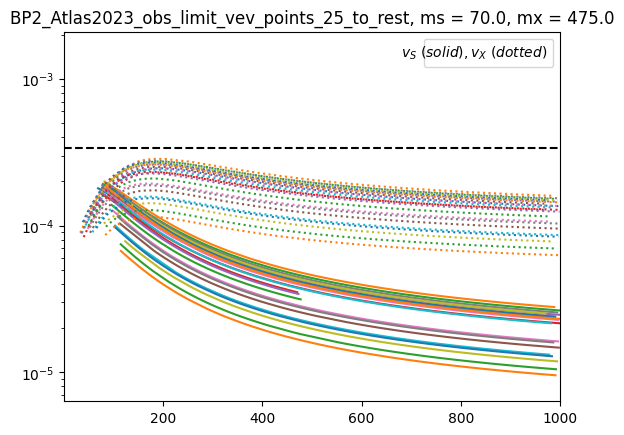 BP2_Atlas2023_obs_limit_vev_points_25_to_rest, ms = 70.0, mx = 475.0
v_S (solid), v_X (dotted)
10^{-3}
10^{-4}
10^{-5}
200 400 600 800 1000